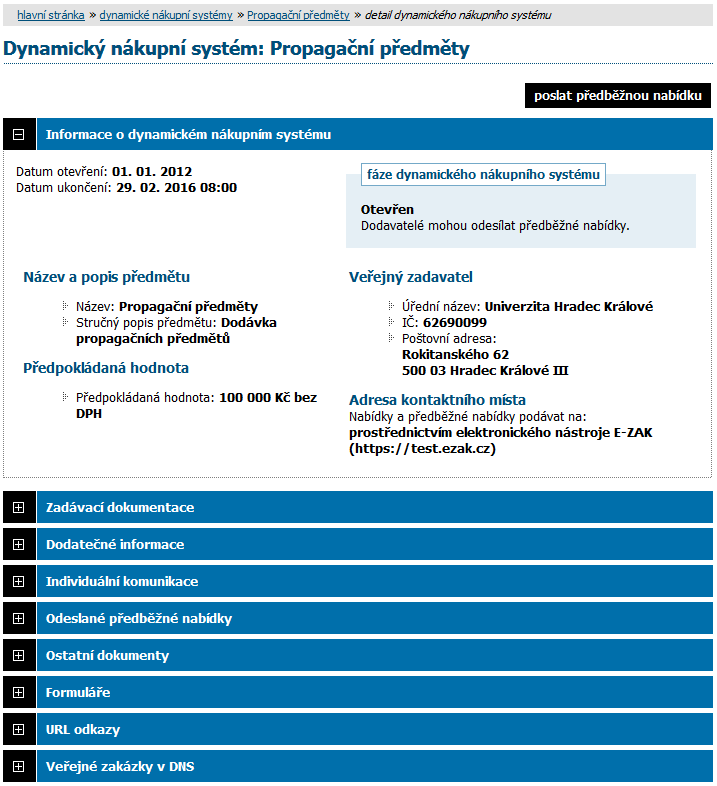 hlavní stránka » dynamické nákupní systémy » Propagační předměty » detail dynamického nákupního systému
Dynamický nákupní systém: Propagační předměty
poslat předběžnou nabídku
Informace o dynamickém nákupním systému
Datum otevření: 01. 01. 2012
Datum ukončení: 29. 02. 2016 08:00
fáze dynamického nákupního systému
Otevřen
Dodavatelé mohou odesílat předběžné nabídky.
Název a popis předmětu
Název: Propagační předměty
Stručný popis předmětu: Dodávka
propagačních předmětů
Předpokládaná hodnota
Předpokládaná hodnota: 100 000 Kč bez
DPH
Veřejný zadavatel
Úřední název: Univerzita Hradec Králové
IČ: 62690099
Poštovní adresa:
Rokitanského 62
500 03 Hradec Králové III
Adresa kontaktního místa
Nabídky a předběžné nabídky podávat na:
prostřednictvím elektronického nástroje E-ZAK
(https://test.ezak.cz)
Zadávací dokumentace
Dodatečné informace
Individuální komunikace
Odeslané předběžné nabídky
Ostatní dokumenty
Formuláře
URL odkazy
Veřejné zakázky v DNS